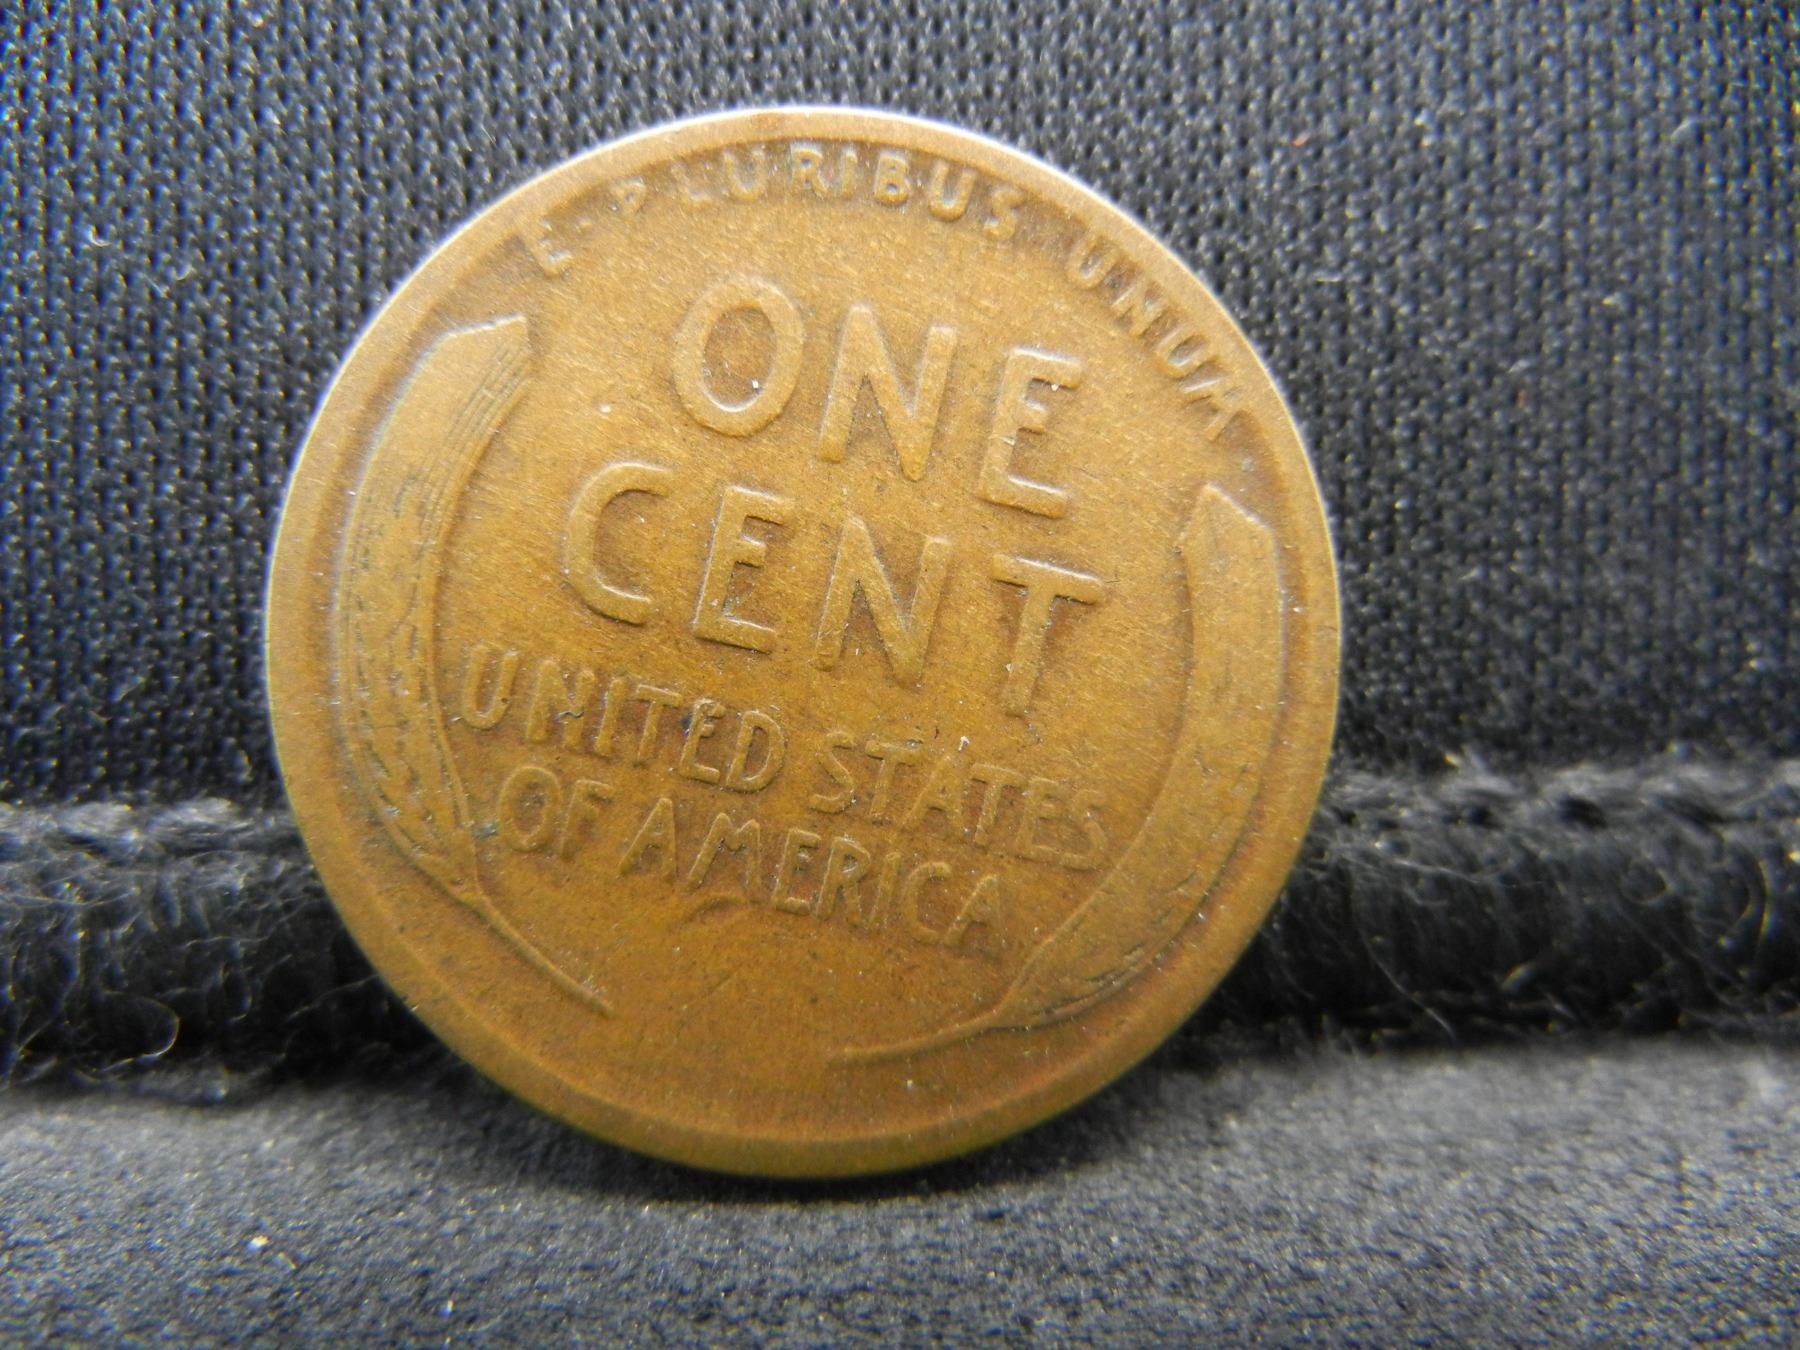 E·PLURIBUS UNUM
ONE
CENT
UNITED STATES
OF AMERICA